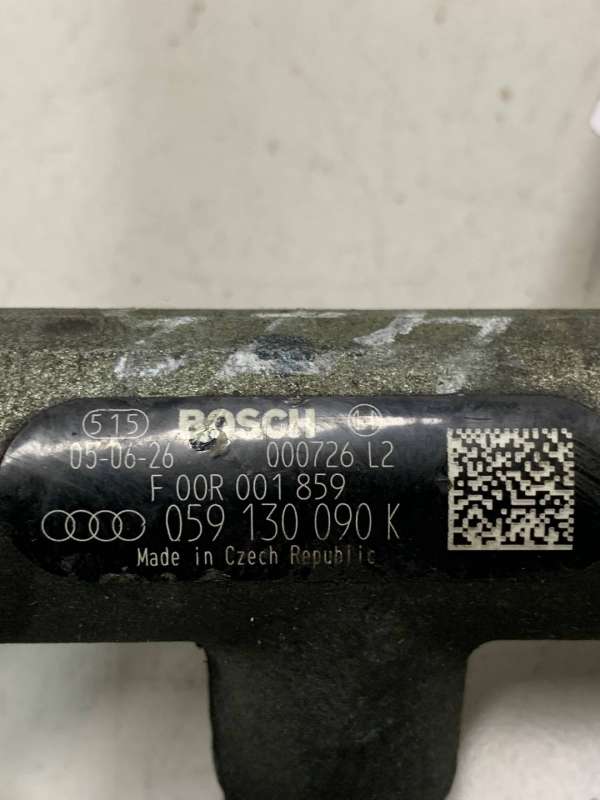 515 BOSCH
05-06-26 000726 L2
F 00R 001 859
059 130 090 K
Made in Czech Republic